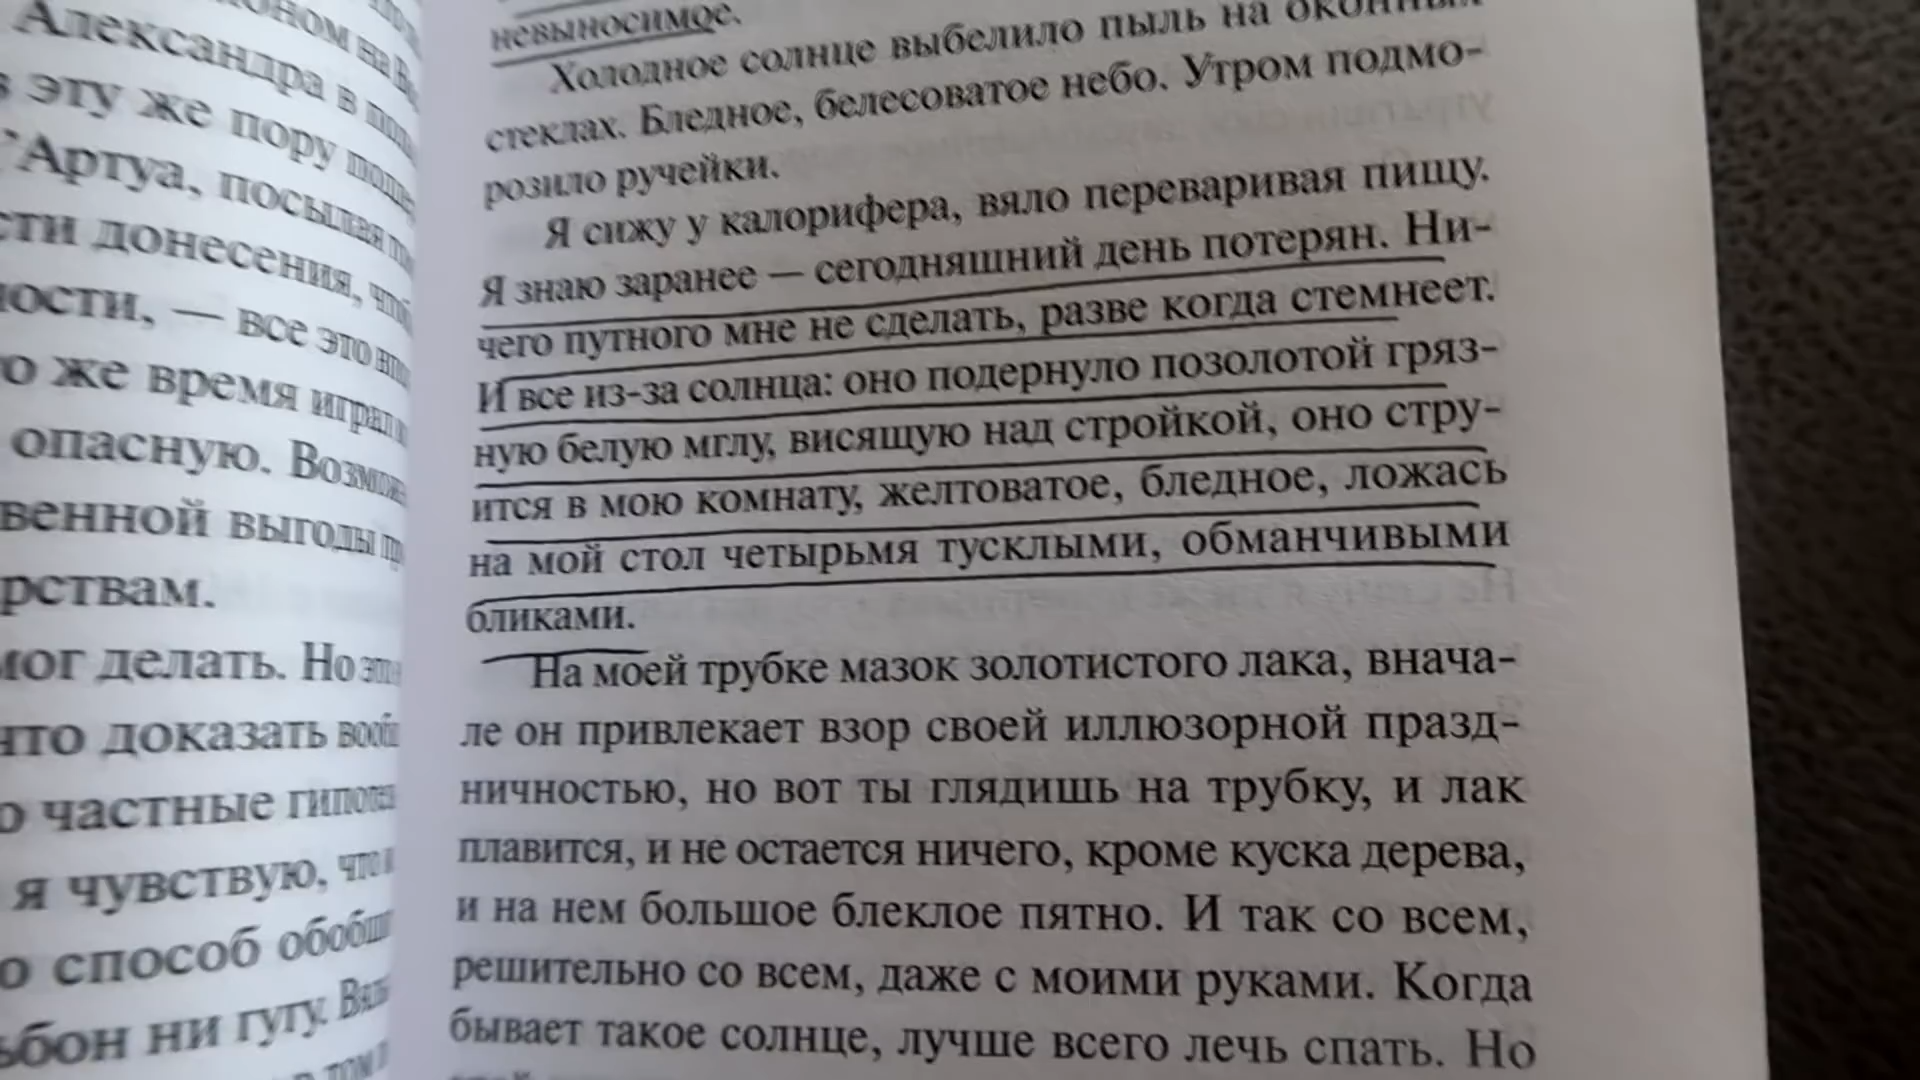 Александра в
в эту же пору
Артуа, посылая
сти донесения,
ности, — все это
о же время
опасную.
венной выгоды
рствам.
мог делать. Но
что доказать
о частные
я чувствую, что
о способ
ьбон ни гугу.
невыносимое.
Холодное солнце выбелило пыль на оконных
стеклах. Бледное, белесоватое небо. Утром подмо-
розило ручейки.
Я сижу у калорифера, вяло переваривая пищу.
Я знаю заранее — сегодняшний день потерян. Ни-
чего путного мне не сделать, разве когда стемнеет.
И все из-за солнца: оно подернуло позолотой гряз-
ную белую мглу, висящую над стройкой, оно стру-
ится в мою комнату, желтоватое, бледное, ложась
на мой стол четырьмя тусклыми, обманчивыми
бликами.
На моей трубке мазок золотистого лака, внача-
ле он привлекает взор своей иллюзорной празд-
ничностью, но вот ты глядишь на трубку, и лак
плавится, и не остается ничего, кроме куска дерева,
и на нем большое блеклое пятно. И так со всем,
решительно со всем, даже с моими руками. Когда
бывает такое солнце, лучше всего лечь спать. Но